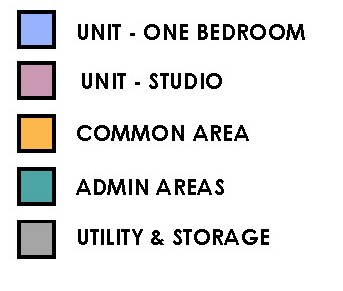 UNIT - ONE BEDROOM
UNIT - STUDIO
COMMON AREA
ADMIN AREAS
UTILITY & STORAGE